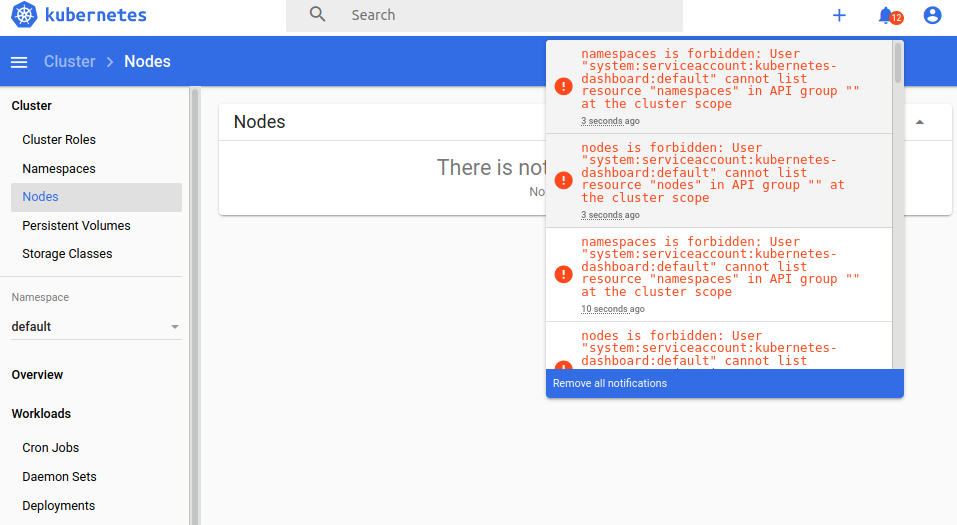 kubernetes
Search
12
Cluster > Nodes
Cluster
Cluster Roles
Namespaces
Nodes
Persistent Volumes
Storage Classes
Namespace
default
Overview
Workloads
Cron Jobs
Daemon Sets
Deployments
Nodes
There is not
No
namespaces is forbidden: User
"system:serviceaccount:kubernetes-
dashboard:default" cannot list
resource "namespaces" in API group ""
at the cluster scope
3 seconds ago
nodes is forbidden: User
"system:serviceaccount:kubernetes-
dashboard:default" cannot list
resource "nodes" in API group "" at
the cluster scope
3 seconds ago
namespaces is forbidden: User
"system:serviceaccount:kubernetes-
dashboard:default" cannot list
resource "namespaces" in API group ""
at the cluster scope
10 seconds ago
nodes is forbidden: User
"system:serviceaccount:kubernetes-
dashboard:default" cannot list
Remove all notifications